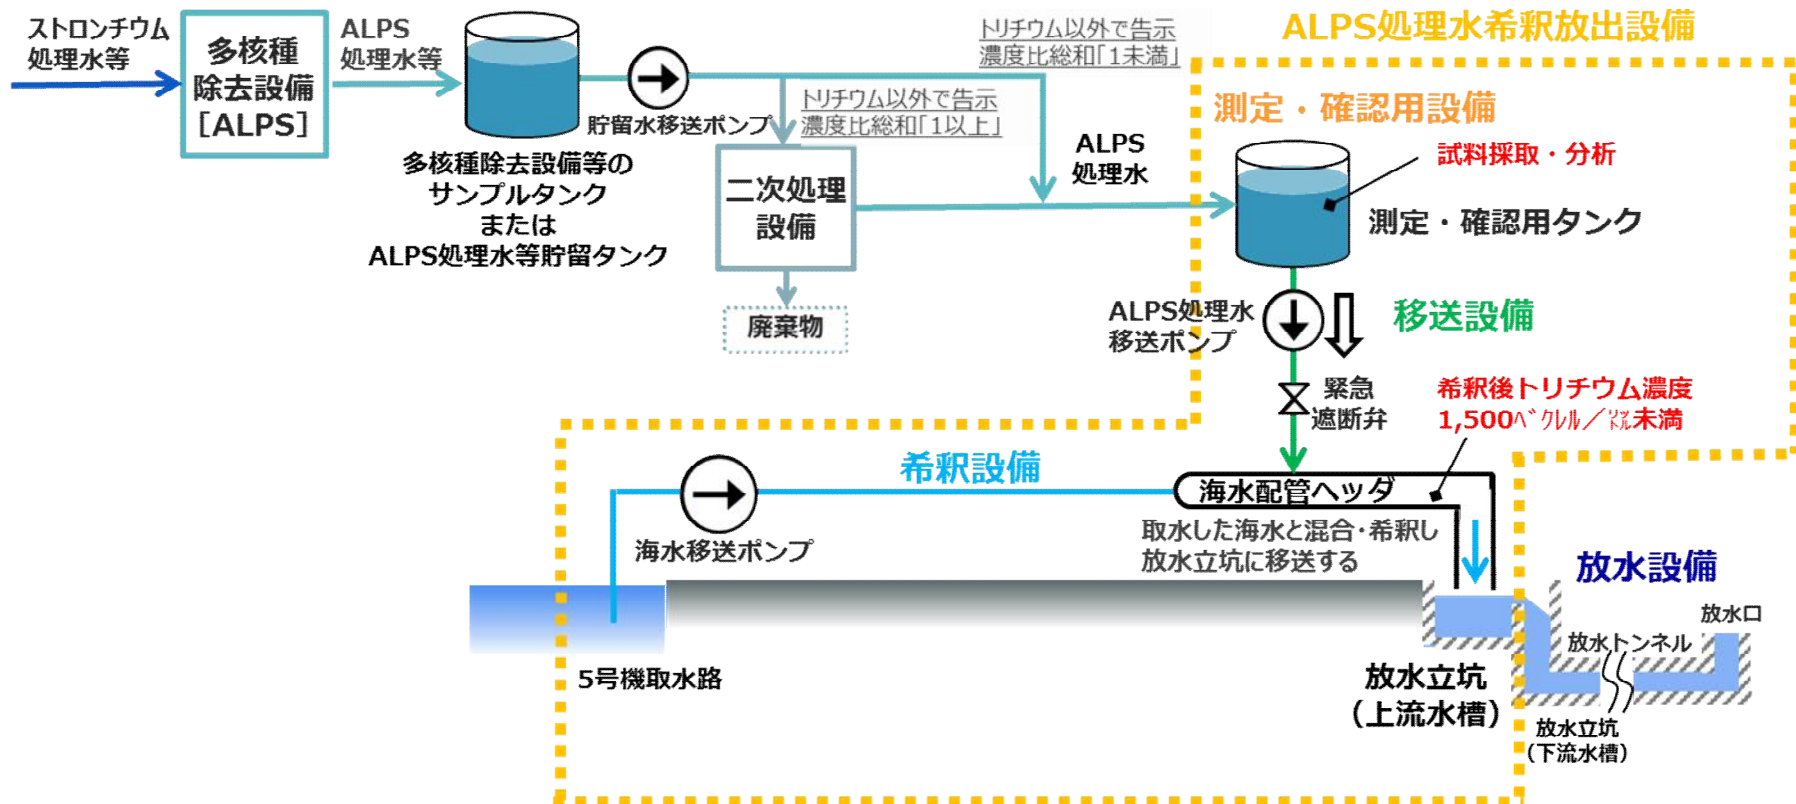 ストロンチウム
処理水等
多核種
除去設備
[ALPS]
ALPS
処理水等
貯留水移送ポンプ
多核種除去設備等の
サンプルタンク
または
ALPS処理水等貯留タンク
トリチウム以外で告示
濃度比総和「1未満」
トリチウム以外で告示
濃度比総和「1以上」
二次処理
設備
廃棄物
ALPS
処理水
ALPS処理水希釈放出設備
測定・確認用設備
試料採取・分析
測定・確認用タンク
ALPS処理水
移送ポンプ
移送設備
緊急
遮断弁
希釈後トリチウム濃度
1,500ベクレル/㍑未満
希釈設備
海水移送ポンプ
海水配管ヘッダ
取水した海水と混合・希釈し
放水立坑に移送する
5号機取水路
放水立坑
(上流水槽)
放水設備
放水口
放水トンネル
放水立坑
(下流水槽)